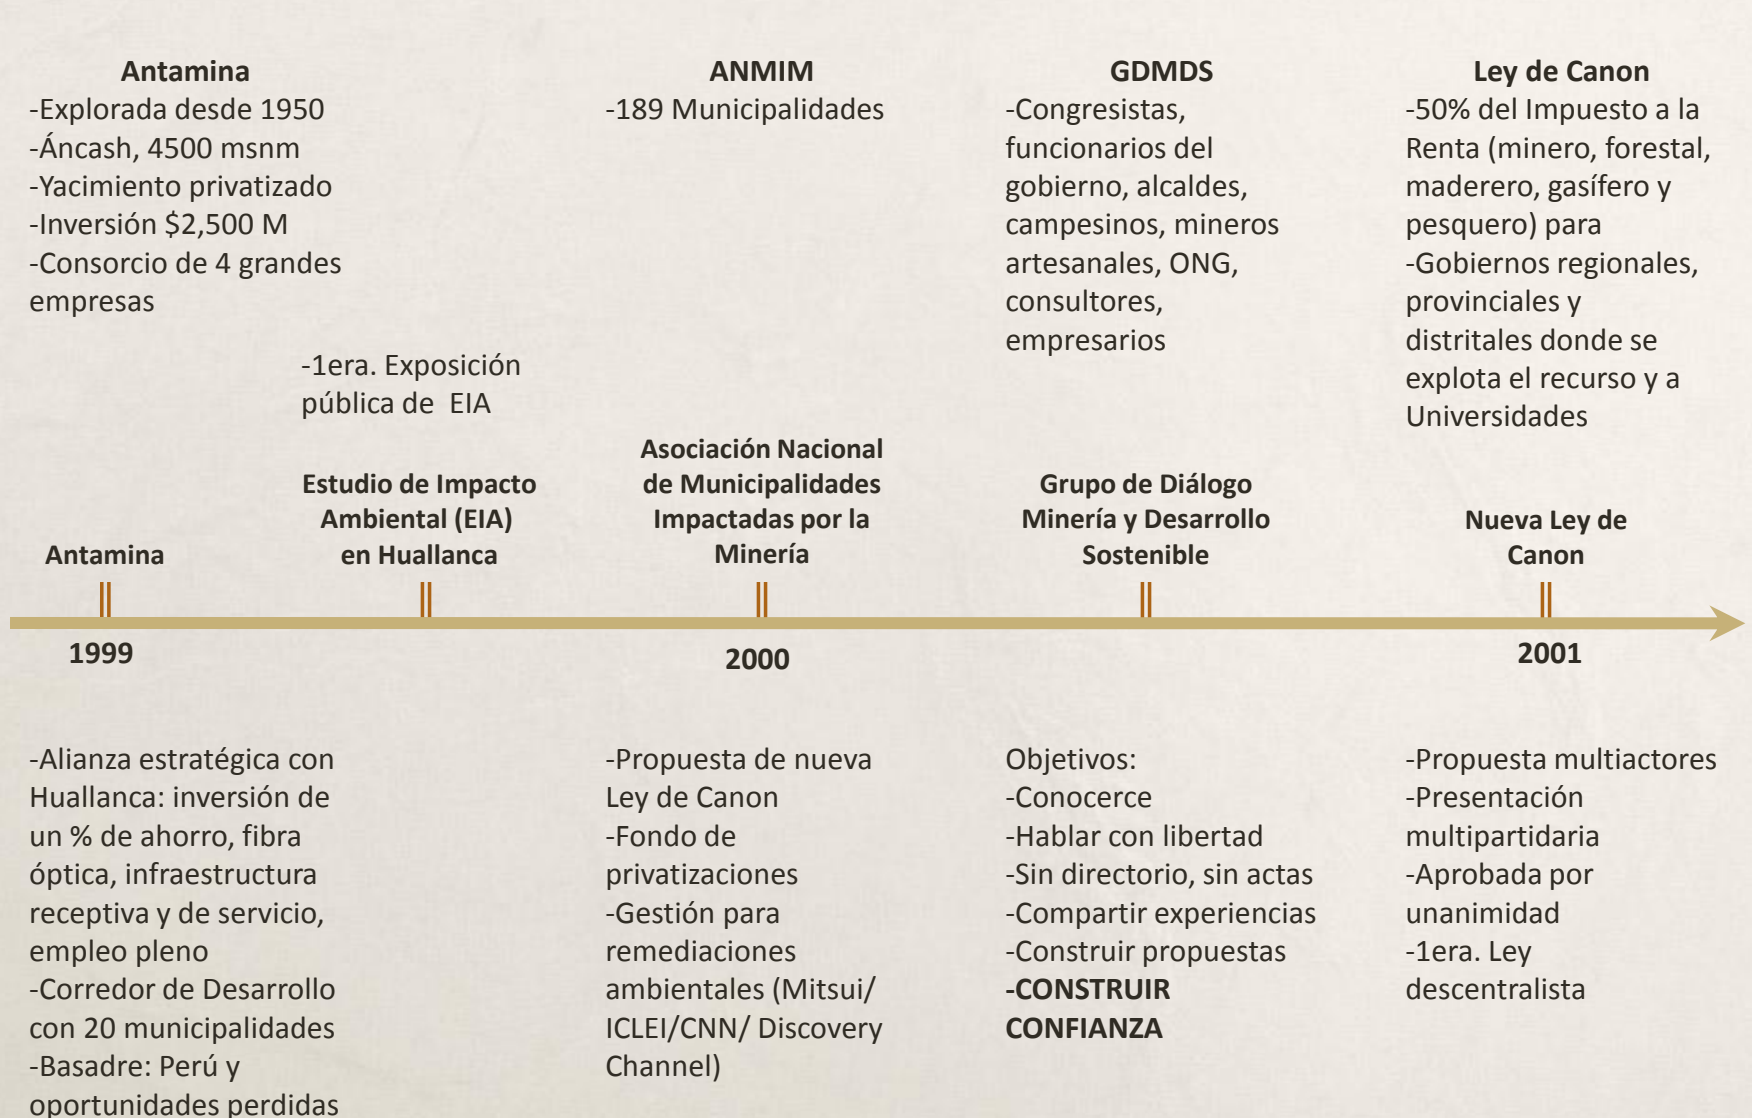 Antamina
-Explorada desde 1950
-Áncash, 4500 msnm
-Yacimiento privatizado
-Inversión $2,500 M
-Consorcio de 4 grandes
empresas
-1era. Exposición
pública de  EIA
ANMIM
-189 Municipalidades
GDMDS
-Congresistas,
funcionarios del
gobierno, alcaldes,
campesinos, mineros
artesanales, ONG,
consultores,
empresarios
Ley de Canon
-50% del Impuesto a la
Renta (minero, forestal,
maderero, gasífero y
pesquero) para
-Gobiernos regionales,
provinciales y
distritales donde se
explota el recurso y a
Universidades
Antamina
Estudio de Impacto
Ambiental (EIA)
en Huallanca
Asociación Nacional
de Municipalidades
Impactadas por la
Minería
Grupo de Diálogo
Minería y Desarrollo
Sostenible
Nueva Ley de
Canon
1999
2000
2001
-Alianza estratégica con
Huallanca: inversión de
un % de ahorro, fibra
óptica, infraestructura
receptiva y de servicio,
empleo pleno
-Corredor de Desarrollo
con 20 municipalidades
-Basadre: Perú y
oportunidades perdidas
-Propuesta de nueva
Ley de Canon
-Fondo de
privatizaciones
-Gestión para
remediaciones
ambientales (Mitsui/
ICLEI/CNN/ Discovery
Channel)
Objetivos:
-Conocerce
-Hablar con libertad
-Sin directorio, sin actas
-Compartir experiencias
-Construir propuestas
-CONSTRUIR
CONFIANZA
-Propuesta multiactores
-Presentación
multipartidaria
-Aprobada por
unanimidad
-1era. Ley
descentralista